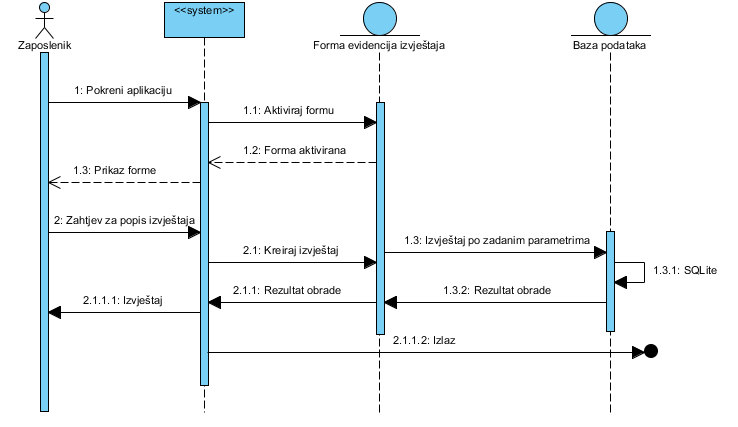 <<system>>
Zaposlenik
Forma evidencija izvještaja
Baza podataka
1: Pokreni aplikaciju
1.1: Aktiviraj formu
1.2: Forma aktivirana
1.3: Prikaz forme
2: Zahtjev za popis izvještaja
1.3: Izvještaj po zadanim parametrima
2.1: Kreiraj izvještaj
1.3.1: SQLite
2.1.1: Rezultat obrade
1.3.2: Rezultat obrade
2.1.1.1: Izvještaj
2.1.1.2: Izlaz